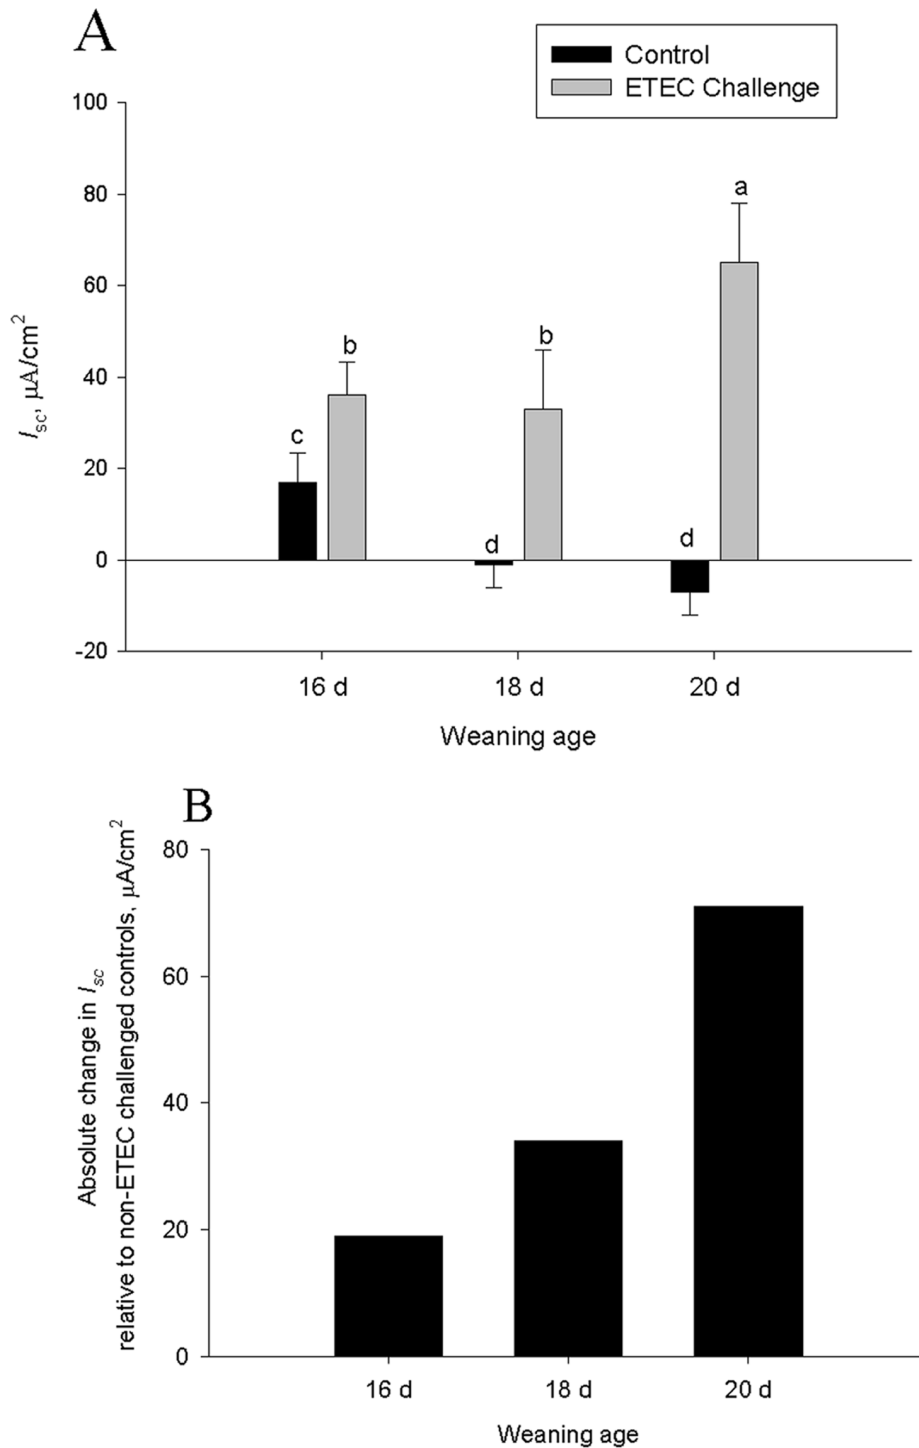 A
Control
ETEC Challenge
100
80
60
40
20
0
-20
Isc, μA/cm²
c
b
d
b
d
a
16 d
18 d
20 d
Weaning age
B
Absolute change in Isc
relative to non-ETEC challenged controls, μA/cm²
80
60
40
20
0
16 d
18 d
20 d
Weaning age